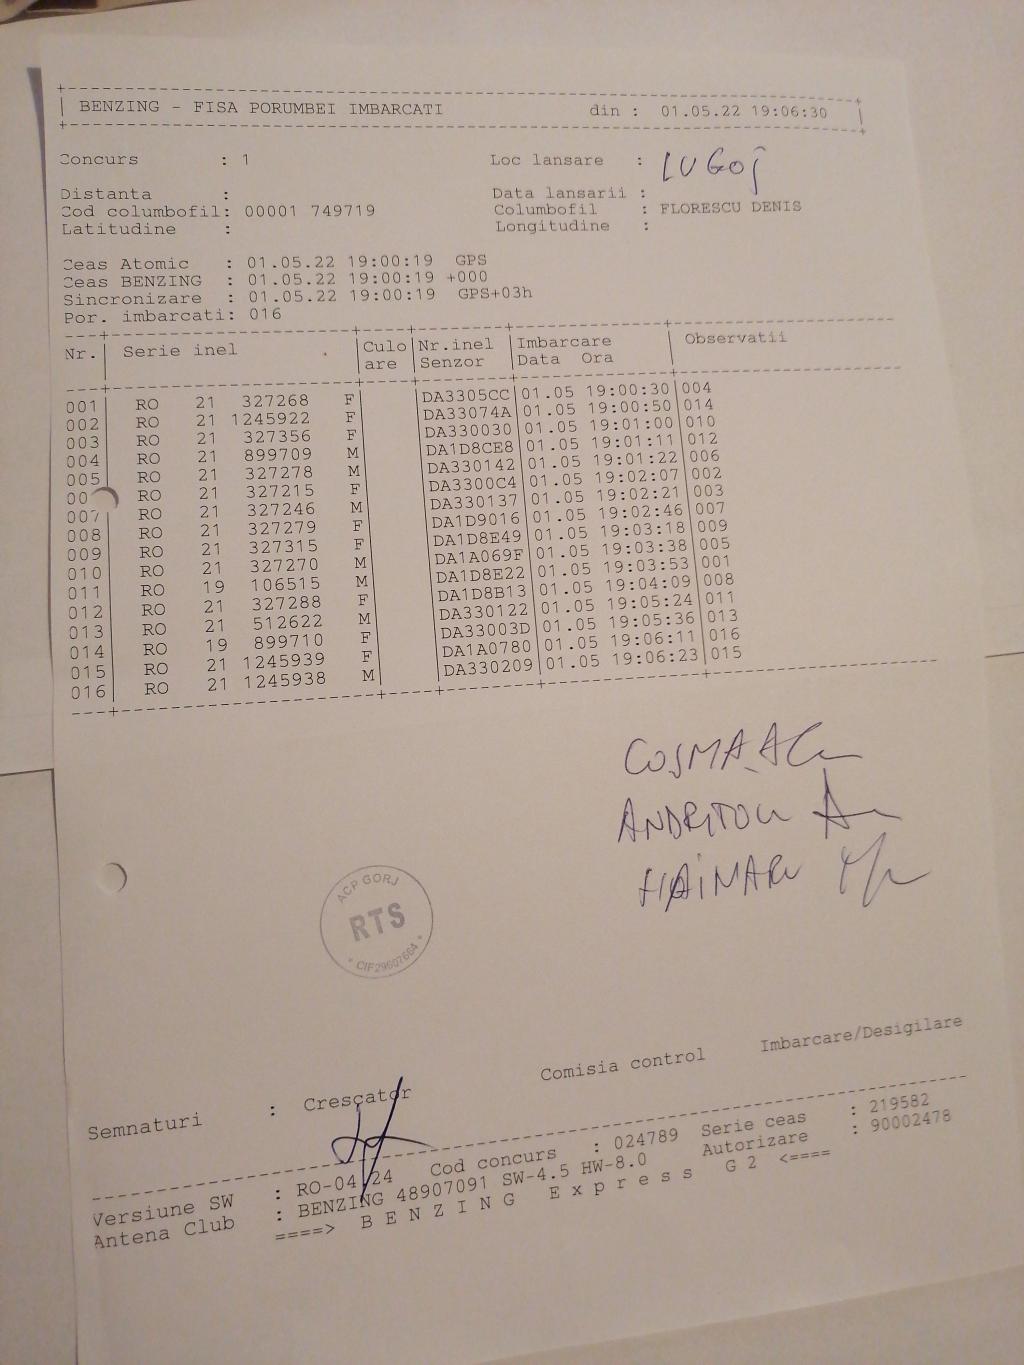 BENZING - FISA PORUMBEI IMBARCATI din : 01.05.22 19:06:30
Concurs : 1 Loc lansare : LUGOJ
Distanta : Data lansarii :
Cod columbofil: 00001 749719 Columbofil : FLORESCU DENIS
Latitudine : Longitudine :
Ceas Atomic : 01.05.22 19:00:19 GPS
Ceas BENZING : 01.05.22 19:00:19 +000
Sincronizare : 01.05.22 19:00:19 GPS+03h
Por. imbarcati: 016
Nr. Serie inel Culo Nr.inel Imbarcare Observatii
are Senzor Data Ora
001 RO 21 327268 F DA3305CC 01.05 19:00:30 004
002 RO 21 1245922 F DA33074A 01.05 19:00:50 014
003 RO 21 327356 F DA330030 01.05 19:01:00 010
004 RO 21 899709 M DA1D8CE8 01.05 19:01:11 012
005 RO 21 327278 M DA330142 01.05 19:01:22 006
00 RO 21 327215 F DA3300C4 01.05 19:02:07 002
007 RO 21 327246 M DA330137 01.05 19:02:21 003
008 RO 21 327279 F DA1D9016 01.05 19:02:46 007
009 RO 21 327315 F DA1D8E49 01.05 19:03:18 009
010 RO 21 327270 M DA1A069F 01.05 19:03:38 005
011 RO 19 106515 M DA1D8E22 01.05 19:03:53 001
012 RO 21 327288 F DA1D8B13 01.05 19:04:09 008
013 RO 21 512622 M DA330122 01.05 19:05:24 011
014 RO 19 899710 F DA33003D 01.05 19:05:36 013
015 RO 21 1245939 F DA1A0780 01.05 19:06:11 016
016 RO 21 1245938 M DA330209 01.05 19:06:23 015
COSMA
ANDRITOIU
HAIMAN
ACP GORJ
RTS
* CIF29607664 *
Semnaturi : Crescator Comisia control Imbarcare/Desigilare
Versiune SW : RO-04/24 Cod concurs : 024789 Serie ceas : 219582
Antena Club : BENZING 48907091 SW-4.5 HW-8.0 Autorizare : 90002478
====> B E N Z I N G E x p r e s s G 2 <====